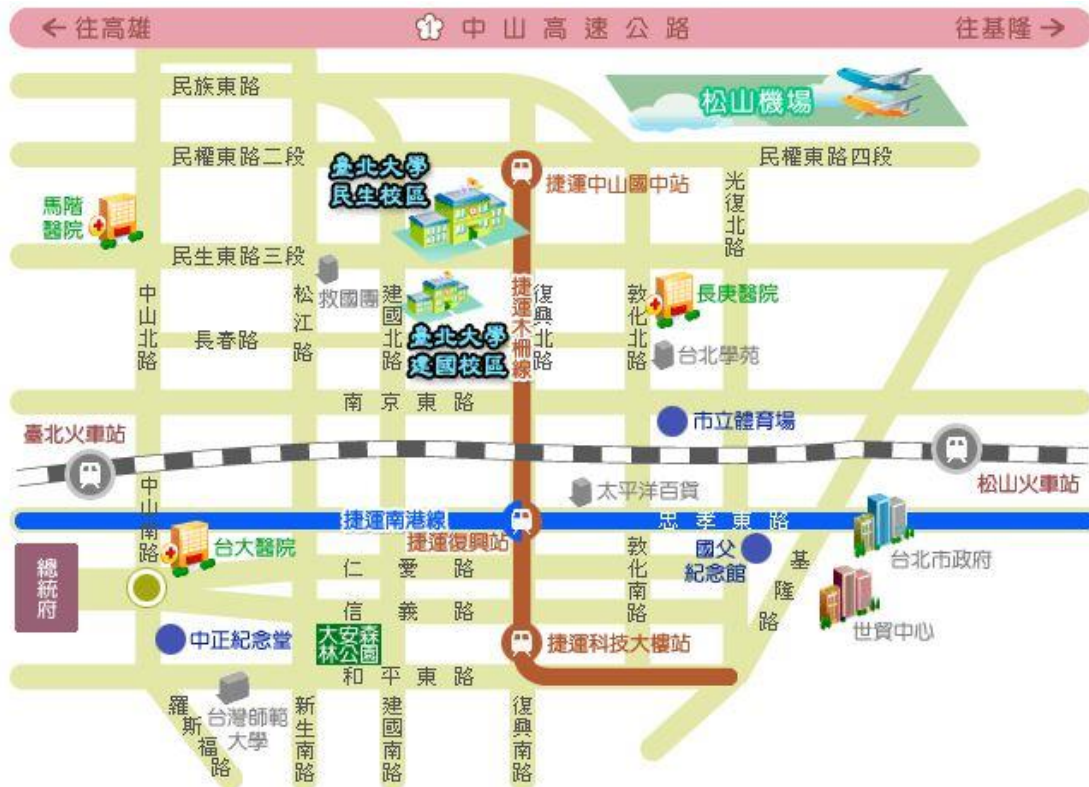 往高雄
1
中山高速公路
往基隆
民族東路
松山機場
民權東路二段
民權東路四段
臺北大學
民生校區
捷運中山國中站
光復北路
馬階
醫院
民生東路三段
救國團
中山北路
松江路
建國北路
捷運木柵線
復興北路
敦化北路
長庚醫院
長春路
臺北大學
建國校區
台北學苑
南京東路
市立體育場
臺北火車站
松山火車站
太平洋百貨
中山南路
捷運南港線
忠孝東路
捷運復興站
台大醫院
國父
紀念館
台北市政府
總統府
仁愛路
敦化南路
基隆路
信義路
世貿中心
中正紀念堂
大安森
林公園
捷運科技大樓站
和平東路
羅斯福路
台灣師範
大學
新生南路
建國南路
復興南路